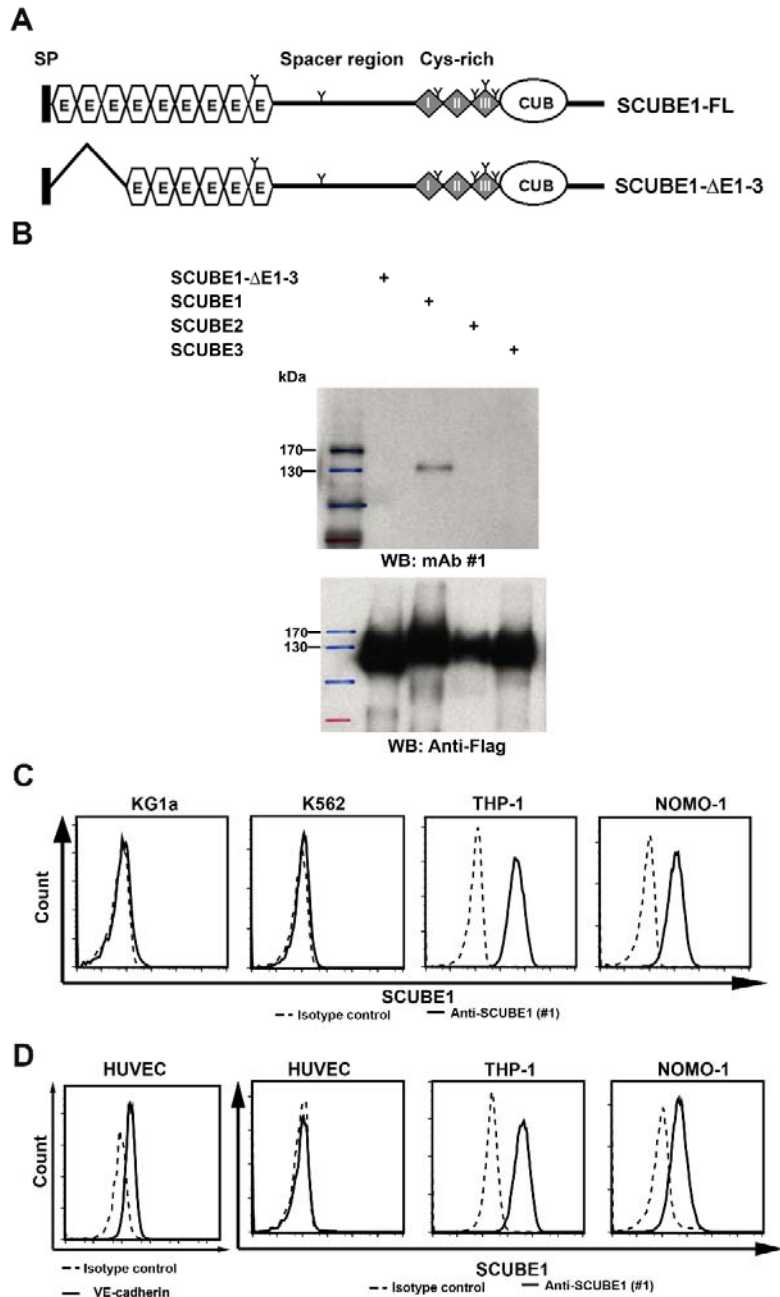 A
SP Spacer region Cys-rich
E E E E E E E E E I II III CUB SCUBE1-FL
E E E E E E I II III CUB SCUBE1-ΔE1-3
B
SCUBE1-ΔE1-3 +
SCUBE1 +
SCUBE2 +
SCUBE3 +
kDa
170
130
WB: mAb #1
170
130
WB: Anti-Flag
C
KG1a K562 THP-1 NOMO-1
Count
SCUBE1
Isotype control Anti-SCUBE1 (#1)
D
HUVEC HUVEC THP-1 NOMO-1
Count
SCUBE1
Isotype control
VE-cadherin
Isotype control Anti-SCUBE1 (#1)